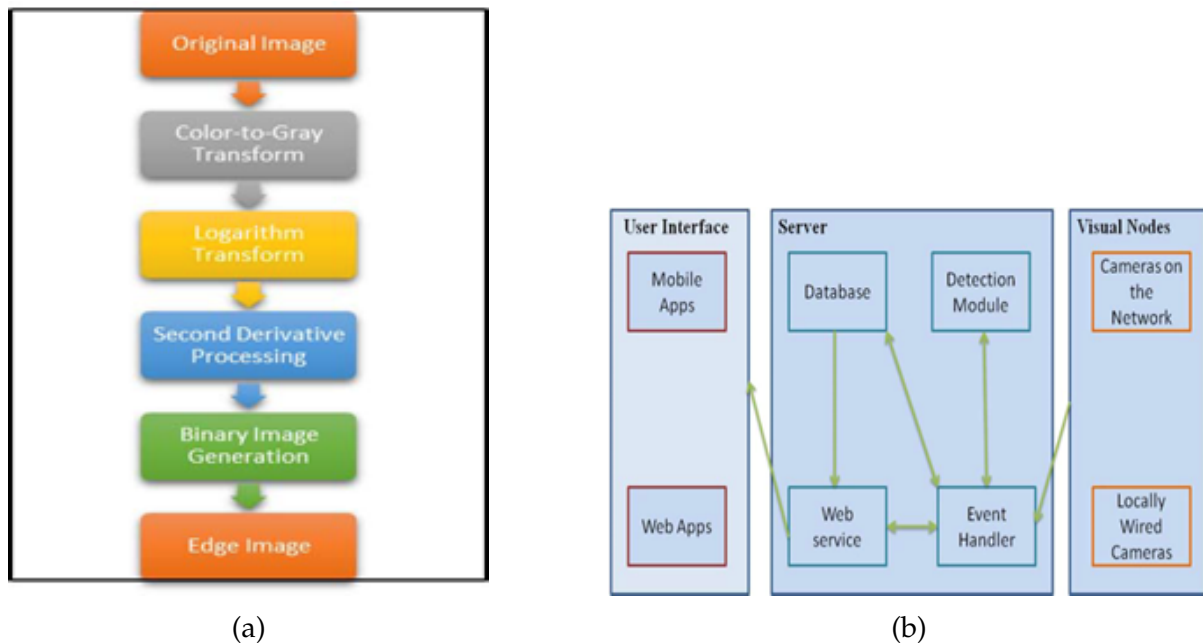 Original Image
Color-to-Gray
Transform
Logarithm
Transform
Second Derivative
Processing
Binary Image
Generation
Edge Image
(a)
User Interface
Mobile
Apps
Web Apps
Server
Database
Detection
Module
Web
service
Event
Handler
Visual Nodes
Cameras on
the
Network
Locally
Wired
Cameras
(b)